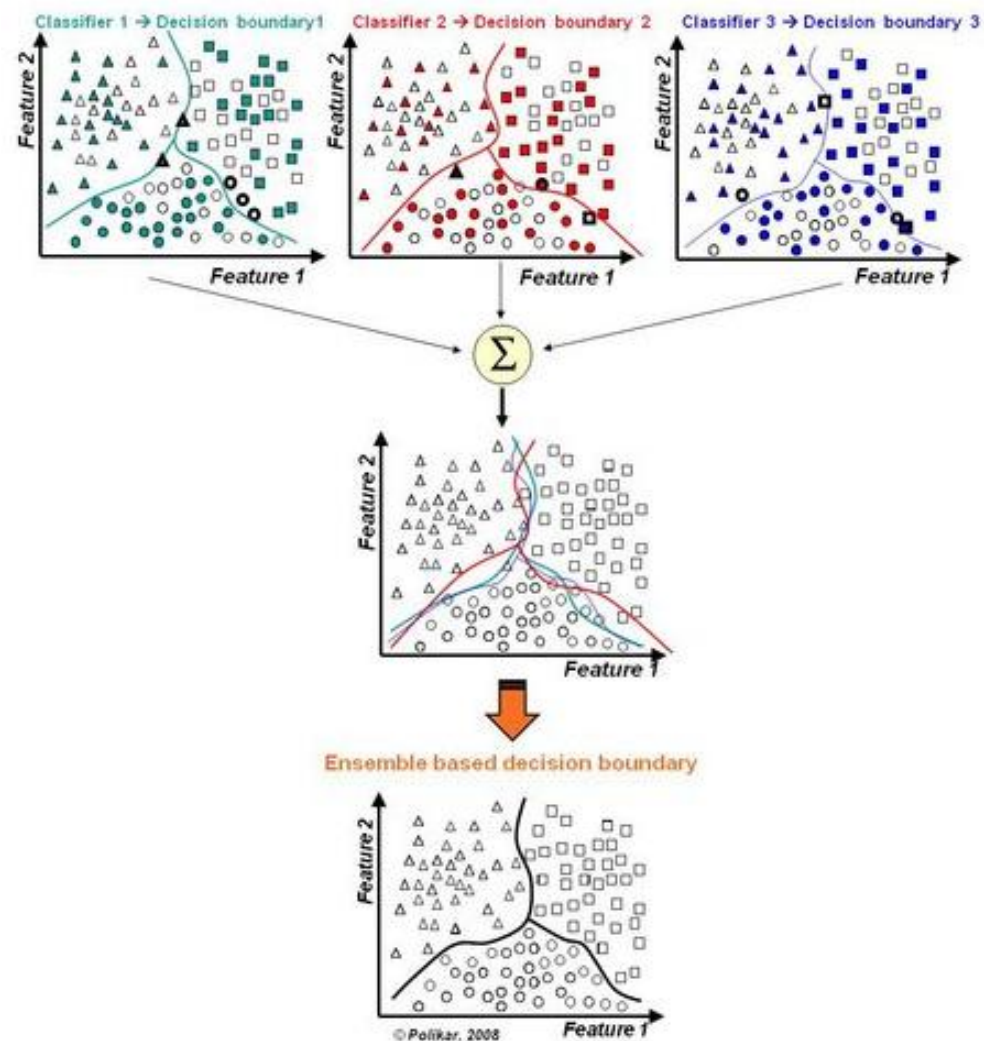 Classifier 1 → Decision boundary1
Classifier 2 → Decision boundary 2
Classifier 3 → Decision boundary 3
Feature 2
Feature 1
Feature 2
Feature 1
Feature 2
Feature 1
Σ
Feature 2
Feature 1
Ensemble based decision boundary
Feature 2
Feature 1
© Polikar, 2008